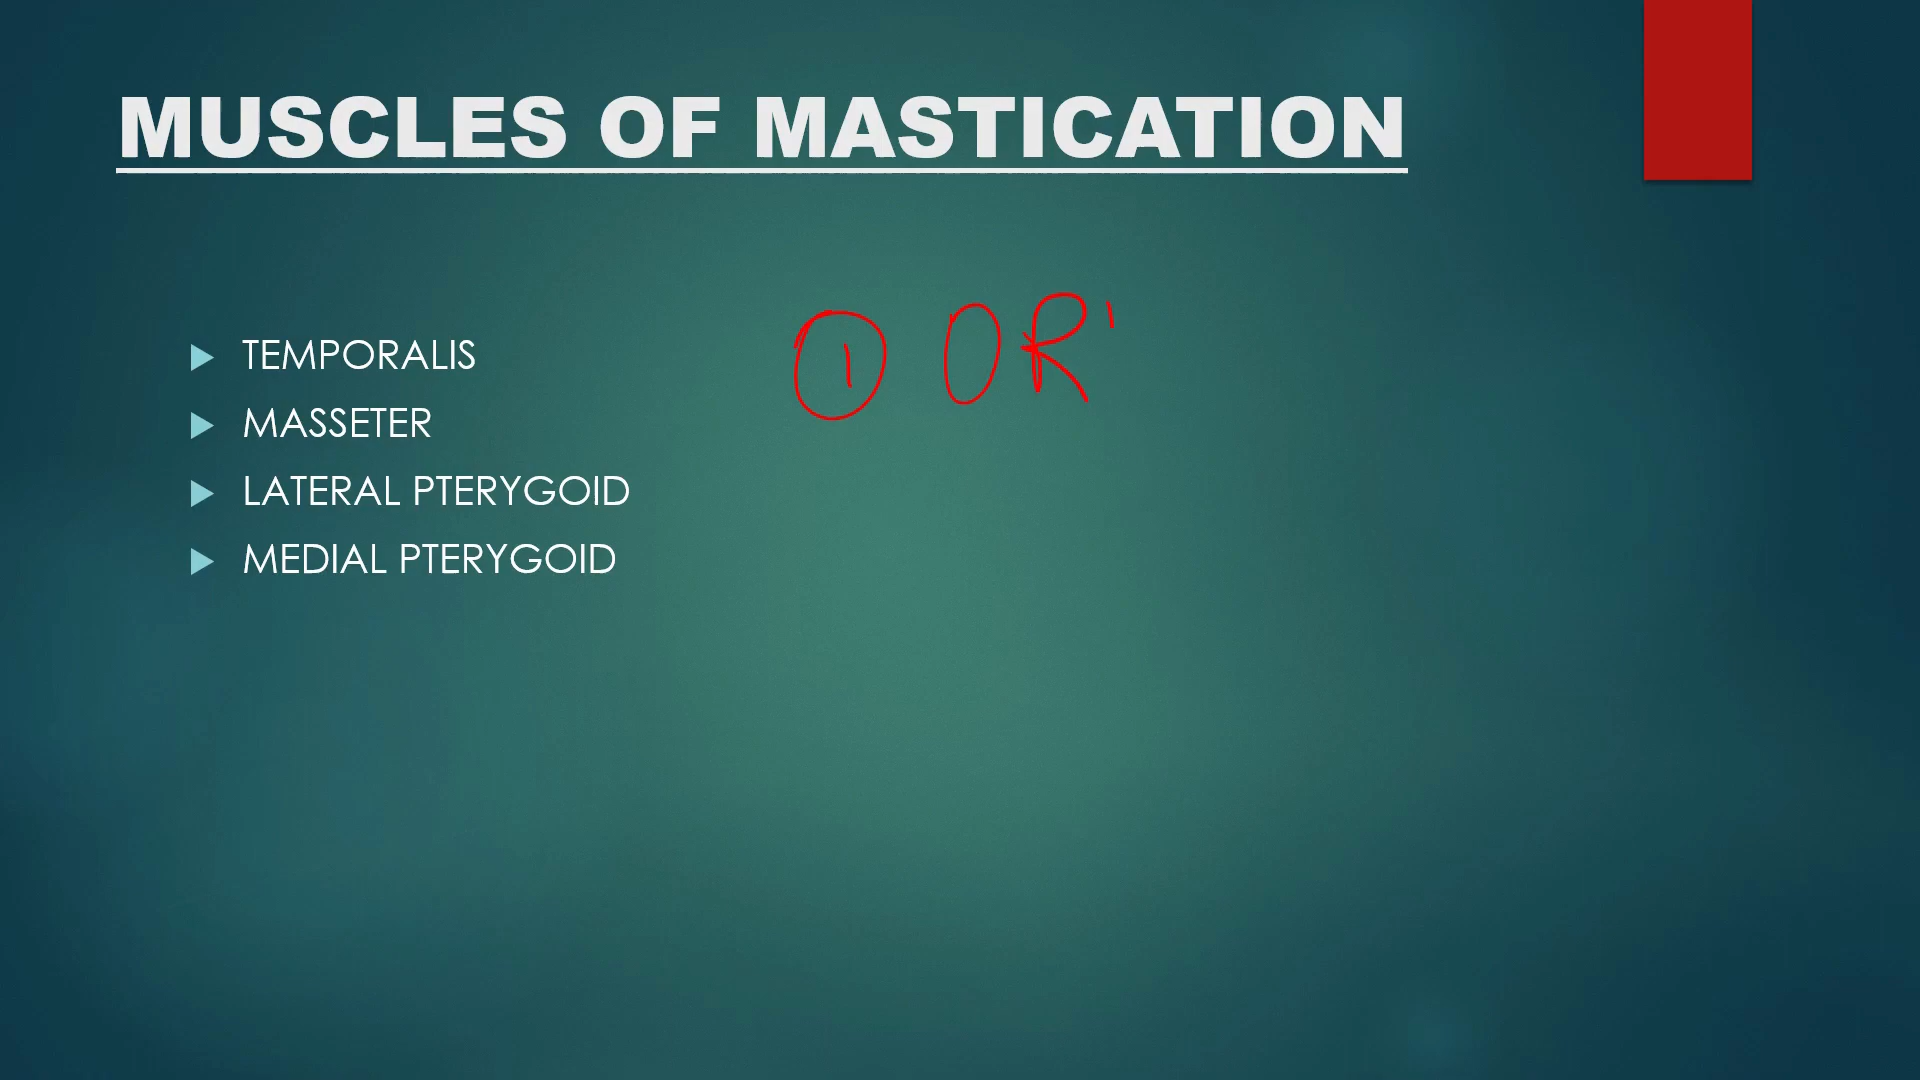 MUSCLES OF MASTICATION
TEMPORALIS
MASSETER
LATERAL PTERYGOID
MEDIAL PTERYGOID
① OR'